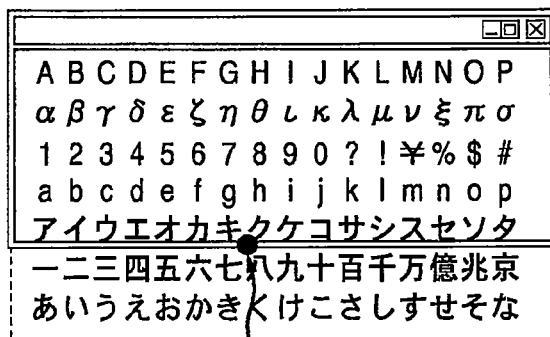 A B C D E F G H I J K L M N O P
α β γ δ ε ζ η θ ι κ λ μ ν ξ π σ
1 2 3 4 5 6 7 8 9 0 ? ! ¥ % $ #
a b c d e f g h i j k l m n o p
アイウエオカキクケコサシスセソタ
一二三四五六七八九十百千万億兆京
あいうえおかきくけこさしすせそな